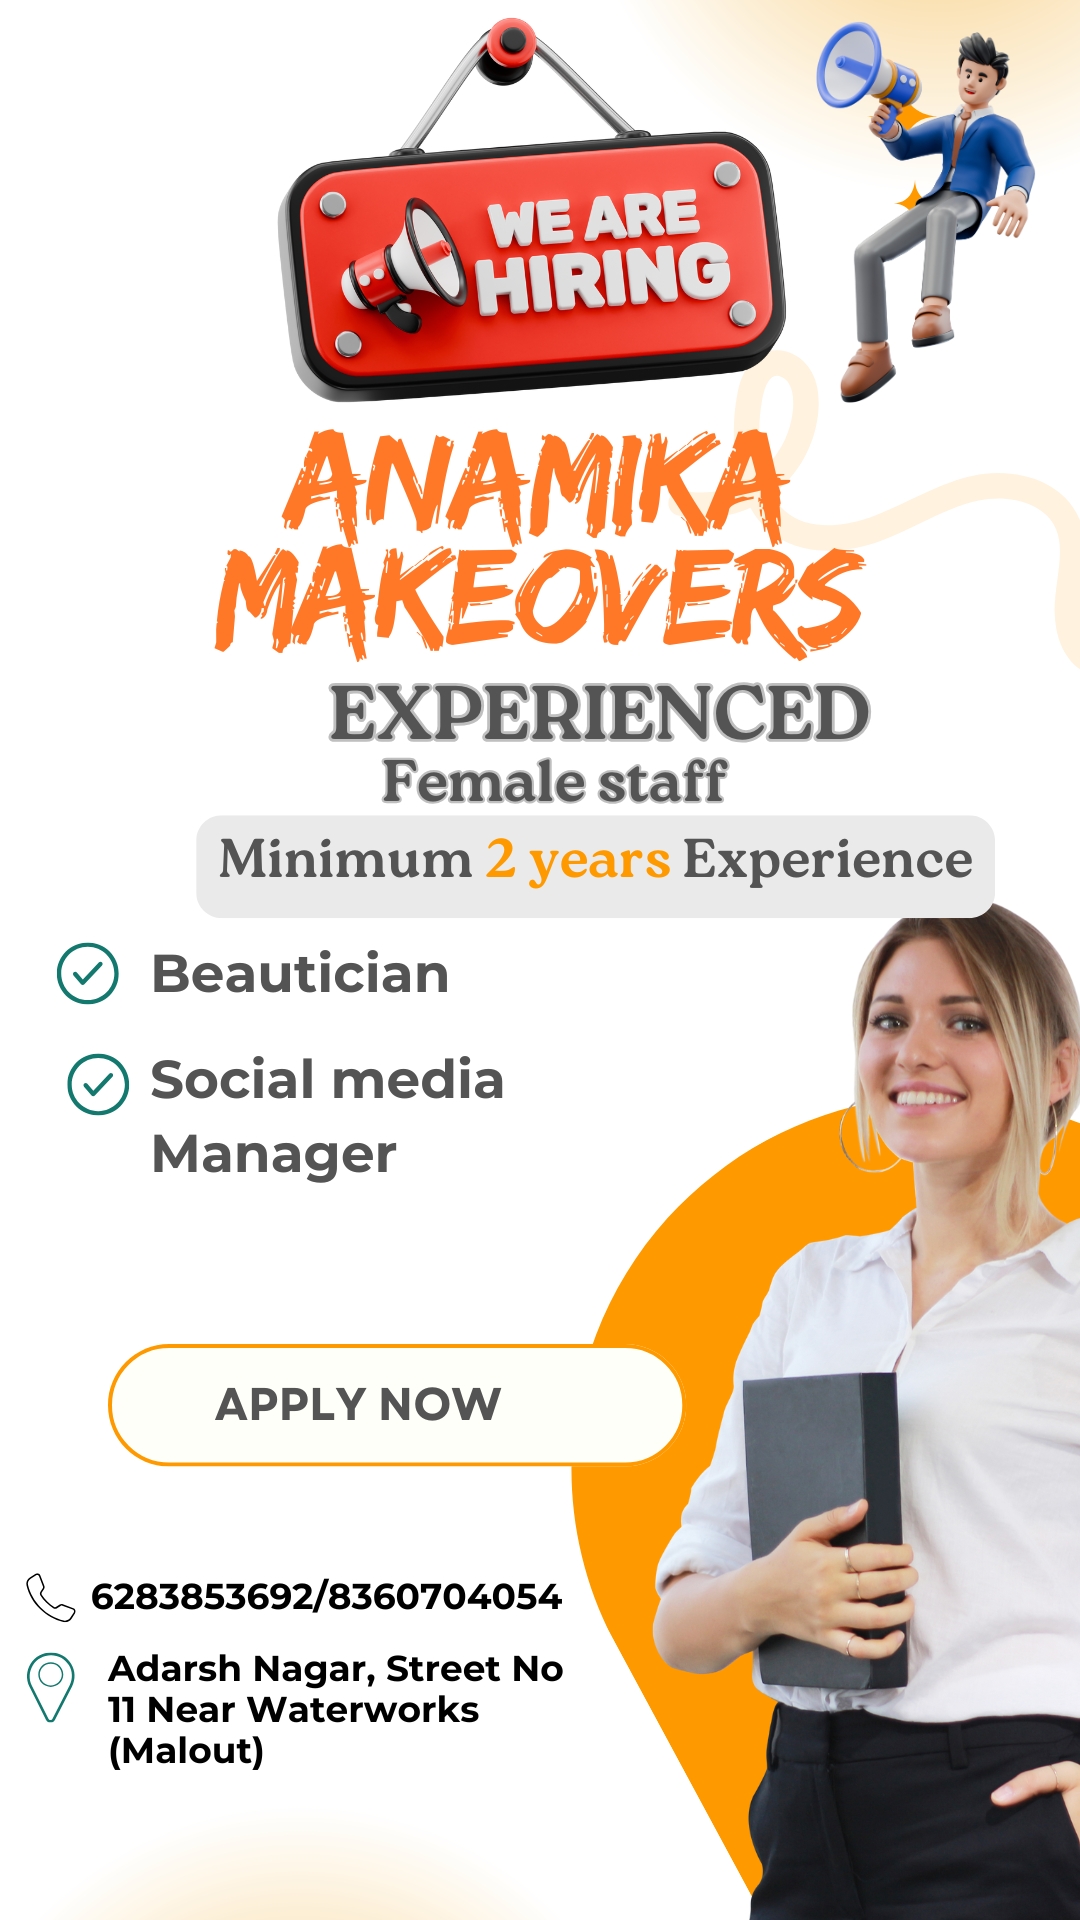 WE ARE
HIRING
ANAMIKA
MAKEOVERS
EXPERIENCED
Female staff
Minimum 2 years Experience
Beautician
Social media
Manager
APPLY NOW
6283853692/8360704054
Adarsh Nagar, Street No
11 Near Waterworks
(Malout)